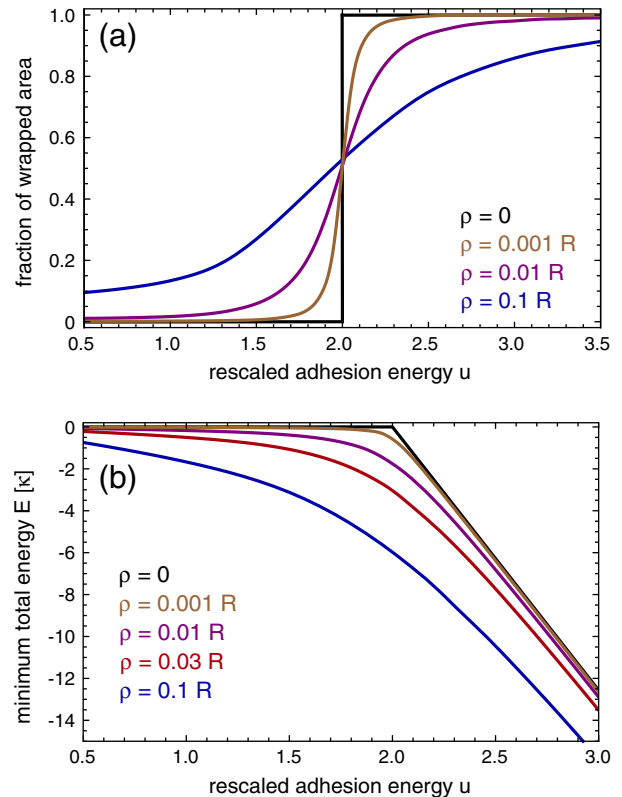 (a)
fraction of wrapped area
1.0
0.8
0.6
0.4
0.2
0
ρ = 0
ρ = 0.001 R
ρ = 0.01 R
ρ = 0.1 R
0.5 1.0 1.5 2.0 2.5 3.0 3.5
rescaled adhesion energy u
(b)
minimum total energy E [κ]
0
-2
-4
-6
-8
-10
-12
-14
ρ = 0
ρ = 0.001 R
ρ = 0.01 R
ρ = 0.03 R
ρ = 0.1 R
0.5 1.0 1.5 2.0 2.5 3.0
rescaled adhesion energy u